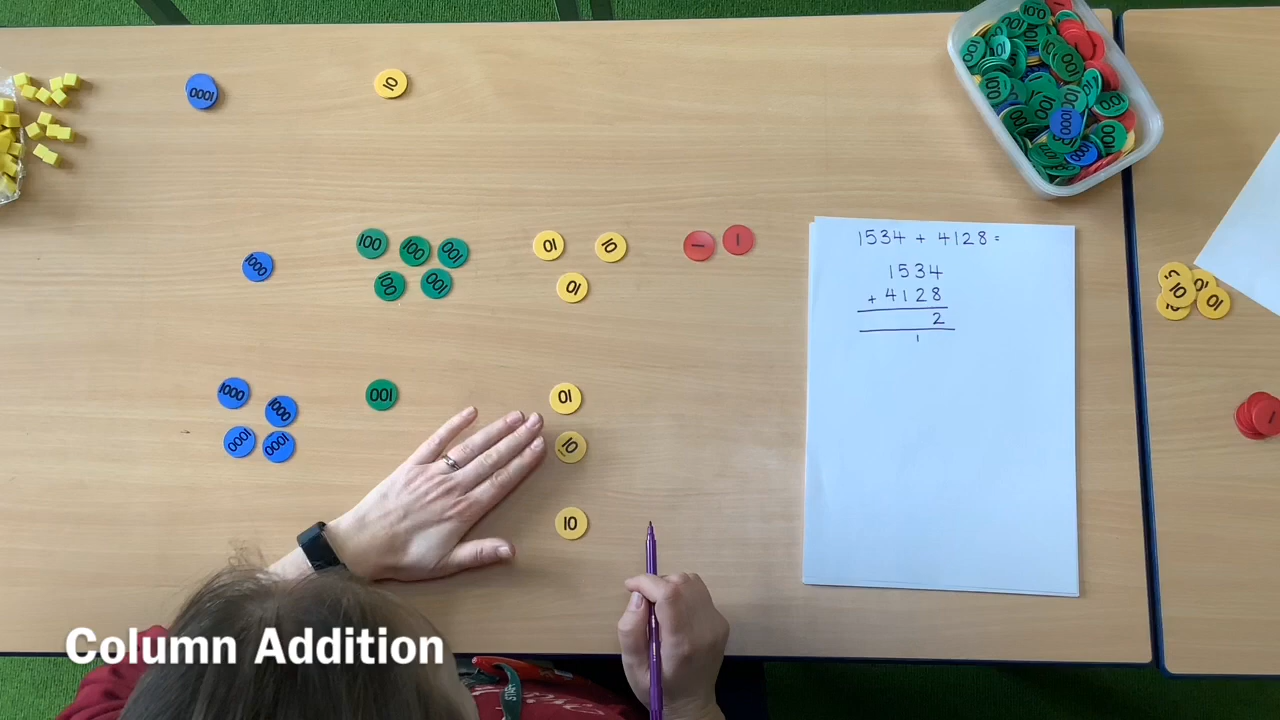 1000 10
1534 + 4128 =
100 100 100 10 10 1 1
1000
100 100 10
1534
+ 4128
2
1
1000 1000 100 10
1000 1000 10
10
Column Addition